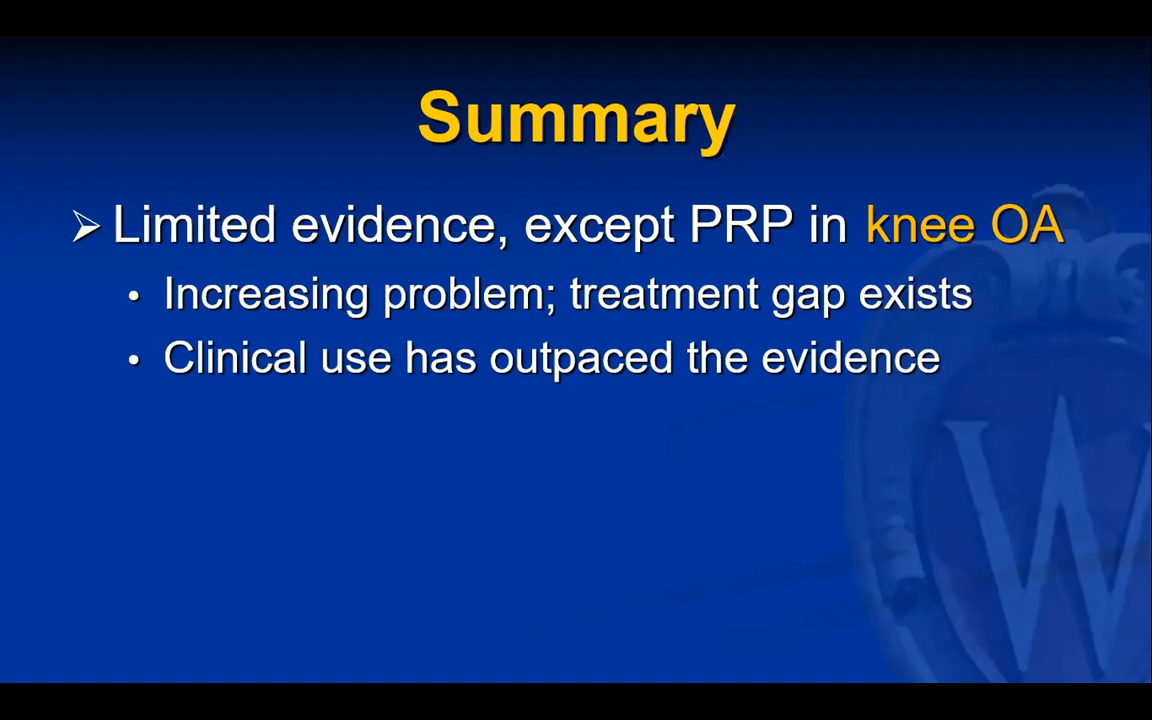 Summary
➢ Limited evidence, except PRP in knee OA
• Increasing problem; treatment gap exists
• Clinical use has outpaced the evidence
W